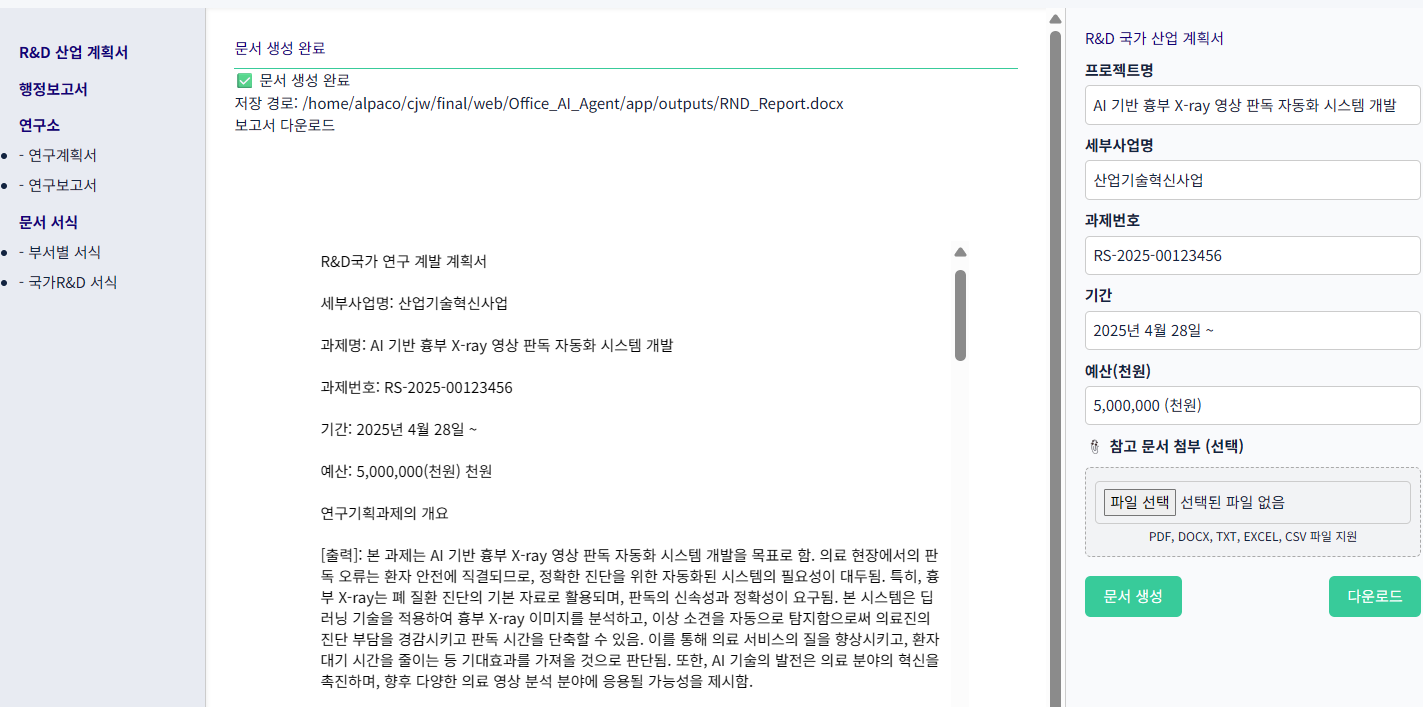 R&D 산업 계획서
행정보고서
연구소
- 연구계획서
- 연구보고서
문서 서식
- 부서별 서식
- 국가R&D 서식
문서 생성 완료
✅ 문서 생성 완료
저장 경로: /home/alpaco/cjw/final/web/Office_AI_Agent/app/outputs/RND_Report.docx
보고서 다운로드
R&D국가 연구 계발 계획서
세부사업명: 산업기술혁신사업
과제명: AI 기반 흉부 X-ray 영상 판독 자동화 시스템 개발
과제번호: RS-2025-00123456
기간: 2025년 4월 28일 ~
예산: 5,000,000(천원) 천원
연구기획과제의 개요
[출력]: 본 과제는 AI 기반 흉부 X-ray 영상 판독 자동화 시스템 개발을 목표로 함. 의료 현장에서의 판
독 오류는 환자 안전에 직결되므로, 정확한 진단을 위한 자동화된 시스템의 필요성이 대두됨. 특히, 흉
부 X-ray는 폐 질환 진단의 기본 자료로 활용되며, 판독의 신속성과 정확성이 요구됨. 본 시스템은 딥
러닝 기술을 적용하여 흉부 X-ray 이미지를 분석하고, 이상 소견을 자동으로 탐지함으로써 의료진의
진단 부담을 경감시키고 판독 시간을 단축할 수 있음. 이를 통해 의료 서비스의 질을 향상시키고, 환자
대기 시간을 줄이는 등 기대효과를 가져올 것으로 판단됨. 또한, AI 기술의 발전은 의료 분야의 혁신을
촉진하며, 향후 다양한 의료 영상 분석 분야에 응용될 가능성을 제시함.
R&D 국가 산업 계획서
프로젝트명
AI 기반 흉부 X-ray 영상 판독 자동화 시스템 개발
세부사업명
산업기술혁신사업
과제번호
RS-2025-00123456
기간
2025년 4월 28일 ~
예산(천원)
5,000,000 (천원)
참고 문서 첨부 (선택)
파일 선택 선택된 파일 없음
PDF, DOCX, TXT, EXCEL, CSV 파일 지원
문서 생성
다운로드